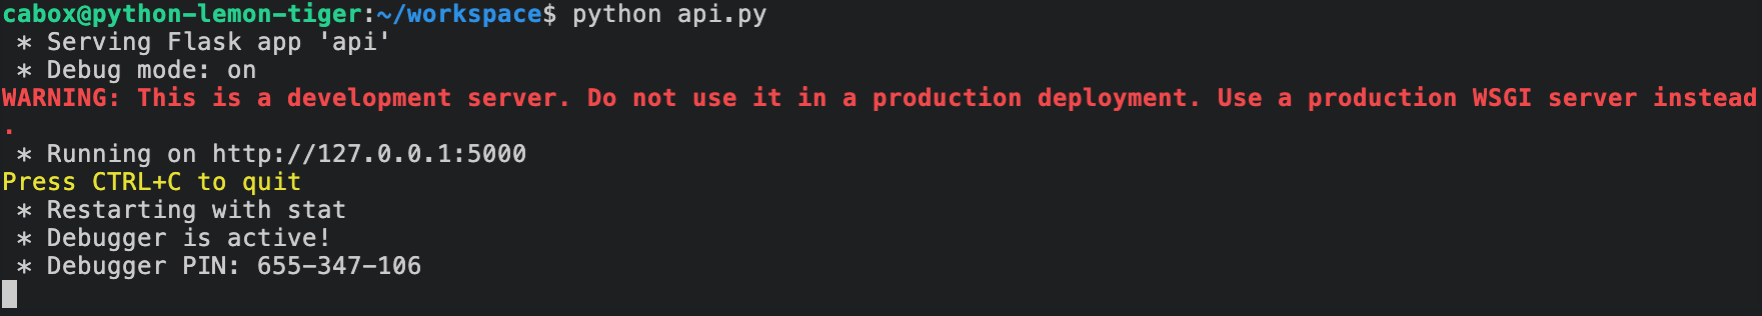 cabox@python-lemon-tiger:~/workspace$ python api.py
 * Serving Flask app 'api'
 * Debug mode: on
WARNING: This is a development server. Do not use it in a production deployment. Use a production WSGI server instead
.
 * Running on http://127.0.0.1:5000
Press CTRL+C to quit
 * Restarting with stat
 * Debugger is active!
 * Debugger PIN: 655-347-106